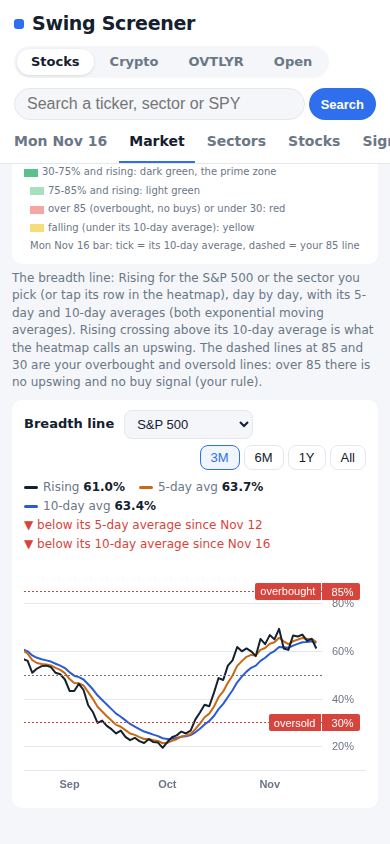 Swing Screener
Stocks Crypto OVTLYR Open
Search a ticker, sector or SPY Search
Mon Nov 16 Market Sectors Stocks Sign
30-75% and rising: dark green, the prime zone
75-85% and rising: light green
over 85 (overbought, no buys) or under 30: red
falling (under its 10-day average): yellow
Mon Nov 16 bar: tick = its 10-day average, dashed = your 85 line
The breadth line: Rising for the S&P 500 or the sector you
pick (or tap its row in the heatmap), day by day, with its 5-
day and 10-day averages (both exponential moving
averages). Rising crossing above its 10-day average is what
the heatmap calls an upswing. The dashed lines at 85 and
30 are your overbought and oversold lines: over 85 there is
no upswing and no buy signal (your rule).
Breadth line S&P 500
3M 6M 1Y All
Rising 61.0% 5-day avg 63.7%
10-day avg 63.4%
▼ below its 5-day average since Nov 12
▼ below its 10-day average since Nov 16
overbought 85%
80%
60%
40%
oversold 30%
20%
Sep Oct Nov